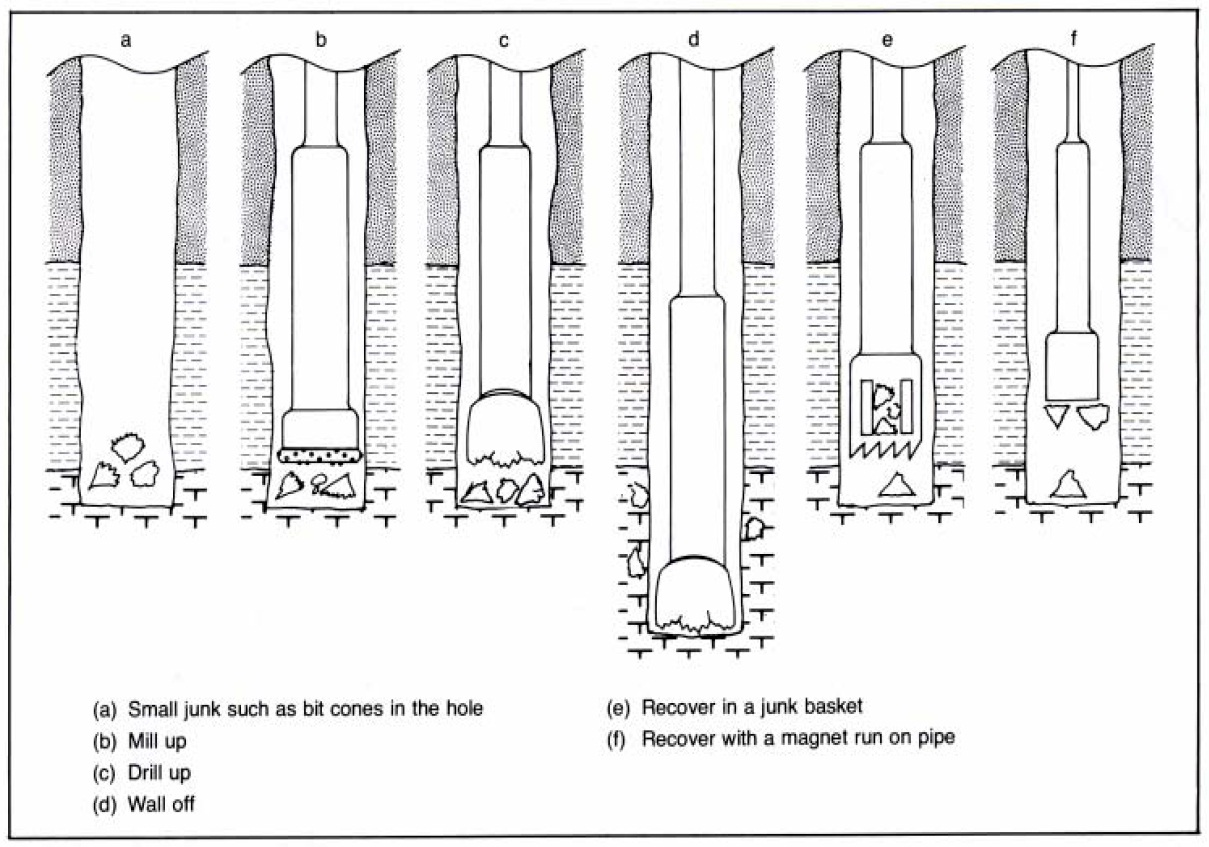 a b c d e f
(a) Small junk such as bit cones in the hole
(b) Mill up
(c) Drill up
(d) Wall off
(e) Recover in a junk basket
(f) Recover with a magnet run on pipe